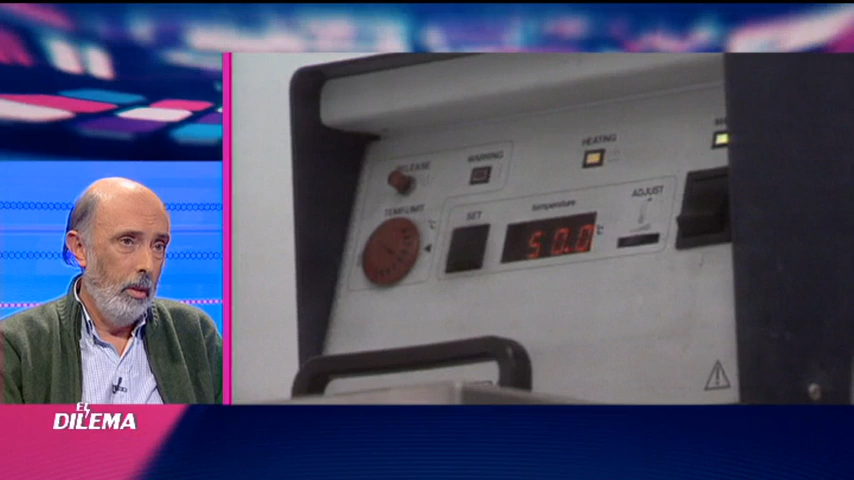 RELEASE
WARNING
HEATING
TEMP.LIMIT
SET
temperature
50.0
ADJUST
EL
DILEMA